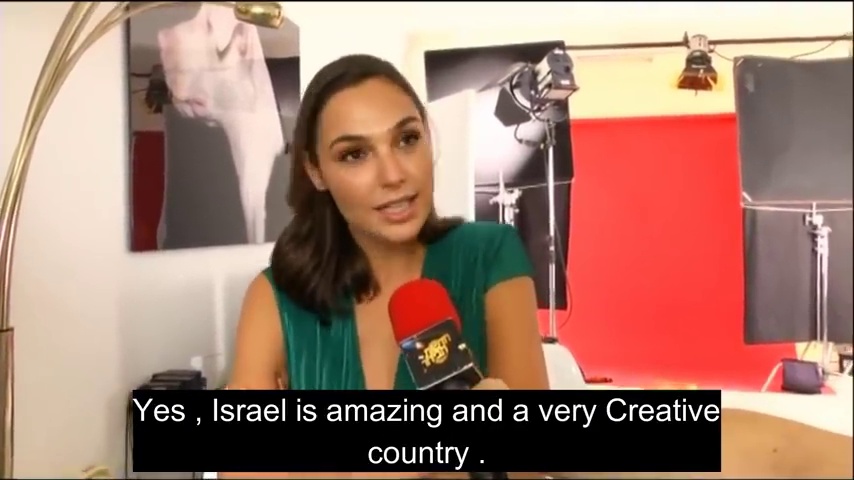 Yes , Israel is amazing and a very Creative
country .